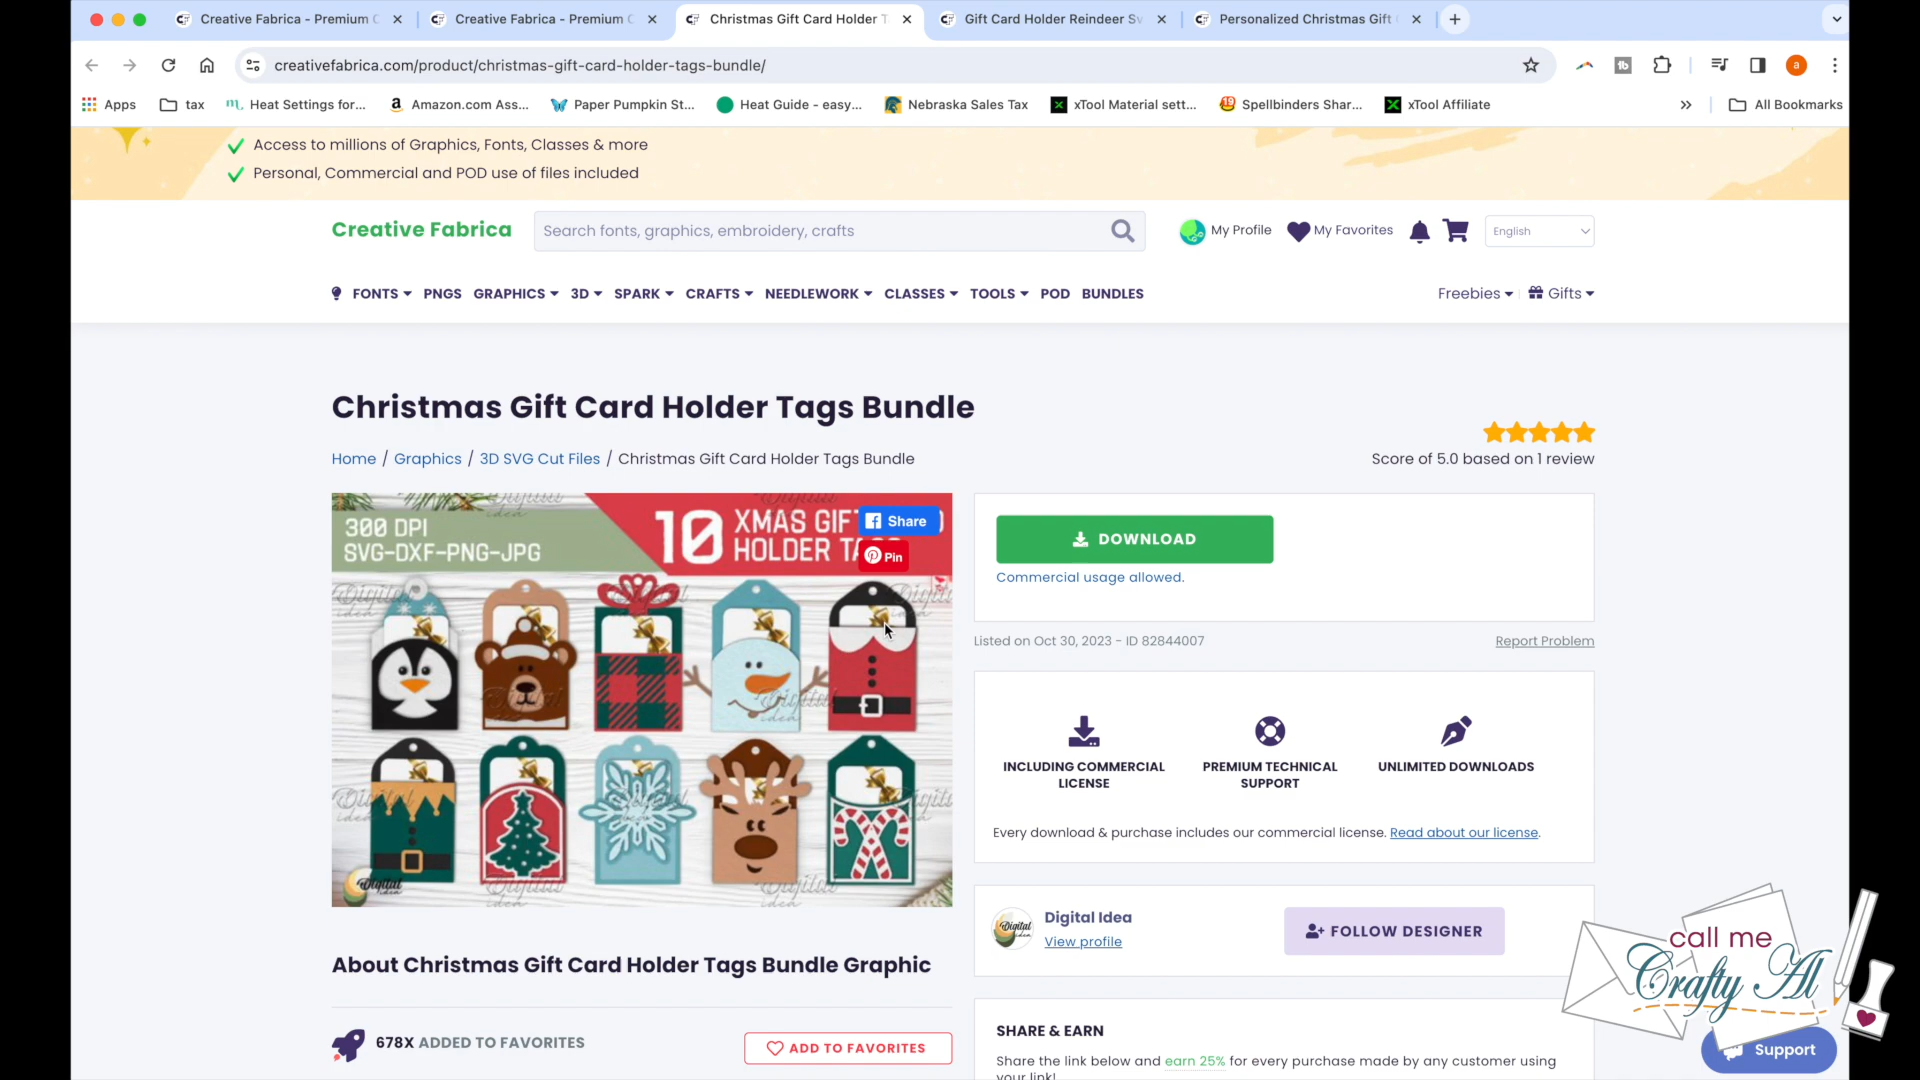 Creative Fabrica - Premium C
Creative Fabrica - Premium C
Christmas Gift Card Holder T
Gift Card Holder Reindeer Sv
Personalized Christmas Gift
creativefabrica.com/product/christmas-gift-card-holder-tags-bundle/
Apps
tax
Heat Settings for...
Amazon.com Ass...
Paper Pumpkin St...
Heat Guide - easy...
Nebraska Sales Tax
xTool Material sett...
Spellbinders Shar...
xTool Affiliate
All Bookmarks
Access to millions of Graphics, Fonts, Classes & more
Personal, Commercial and POD use of files included
Creative Fabrica
Search fonts, graphics, embroidery, crafts
My Profile
My Favorites
English
FONTS PNGS GRAPHICS 3D SPARK CRAFTS NEEDLEWORK CLASSES TOOLS POD BUNDLES
Freebies
Gifts
Christmas Gift Card Holder Tags Bundle
Home / Graphics / 3D SVG Cut Files / Christmas Gift Card Holder Tags Bundle
Score of 5.0 based on 1 review
300 DPI
SVG-DXF-PNG-JPG
10
XMAS GIF
HOLDER TA
Share
Pin
DOWNLOAD
Commercial usage allowed.
Listed on Oct 30, 2023 - ID 82844007
Report Problem
INCLUDING COMMERCIAL
LICENSE
PREMIUM TECHNICAL
SUPPORT
UNLIMITED DOWNLOADS
Every download & purchase includes our commercial license. Read about our license.
Digital Idea
View profile
FOLLOW DESIGNER
About Christmas Gift Card Holder Tags Bundle Graphic
678X ADDED TO FAVORITES
ADD TO FAVORITES
SHARE & EARN
Share the link below and earn 25% for every purchase made by any customer using
your link!
call me
Crafty Al
Support